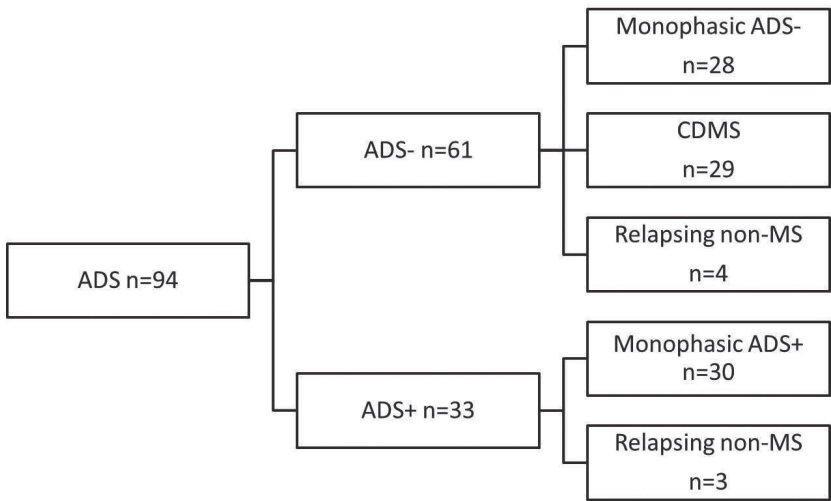 Monophasic ADS-
n=28
ADS- n=61
CDMS
n=29
Relapsing non-MS
n=4
ADS n=94
Monophasic ADS+
n=30
ADS+ n=33
Relapsing non-MS
n=3